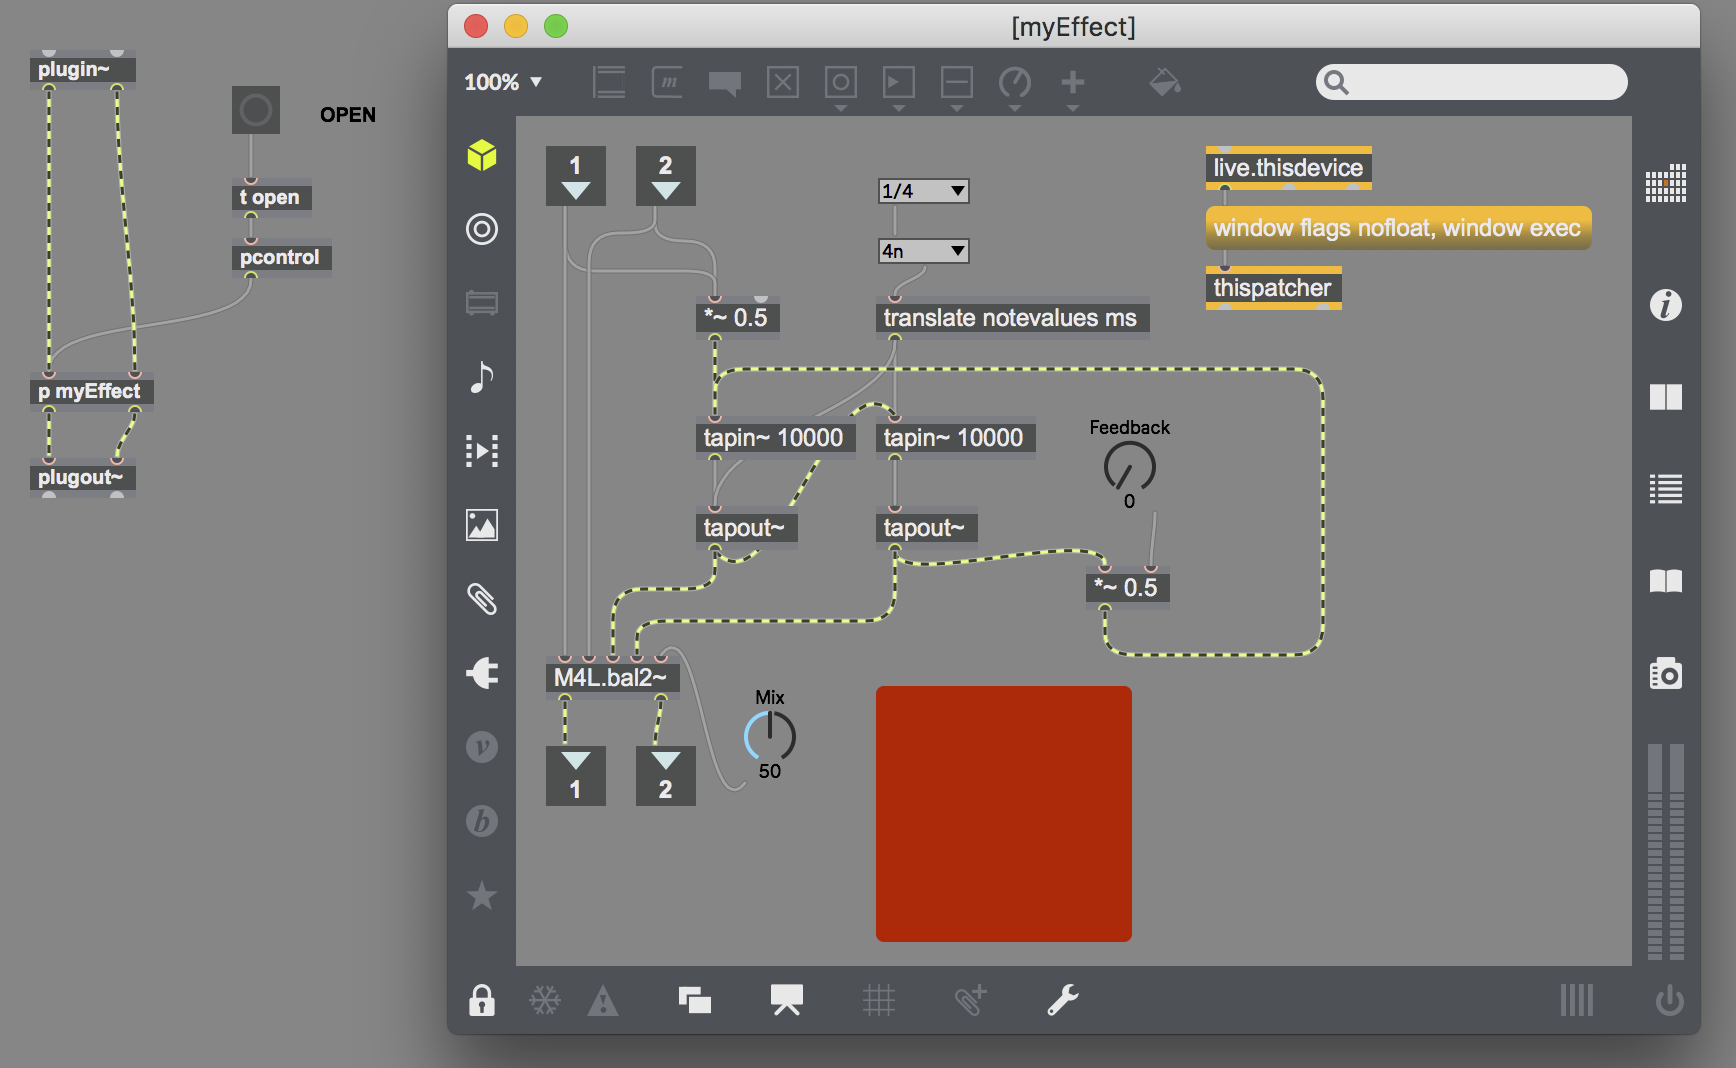 [myEffect]
100%
m
plugin~
OPEN
t open
pcontrol
p myEffect
plugout~
1
2
1/4
4n
live.thisdevice
window flags nofloat, window exec
thispatcher
*~ 0.5
translate notevalues ms
tapin~ 10000
tapin~ 10000
Feedback
0
tapout~
tapout~
*~ 0.5
M4L.bal2~
Mix
50
1
2
i
v
b